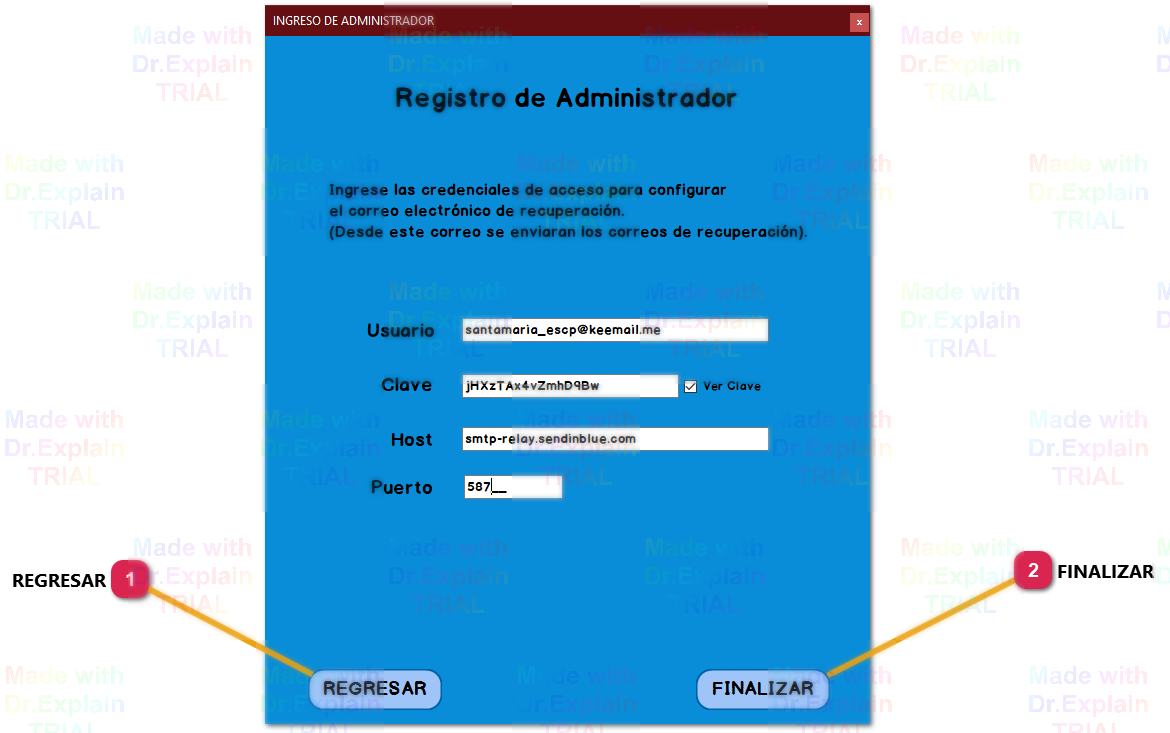 INGRESO DE ADMINISTRADOR
x
Registro de Administrador
Ingrese las credenciales de acceso para configurar
el correo electrónico de recuperación.
(Desde este correo se enviaran los correos de recuperación).
Usuario santamaria_escp@keemail.me
Clave jHXzTAx4vZmhD9Bw Ver Clave
Host smtp-relay.sendinblue.com
Puerto 587__
REGRESAR 1
2 FINALIZAR
REGRESAR FINALIZAR
Made with
Dr.Explain
TRIAL